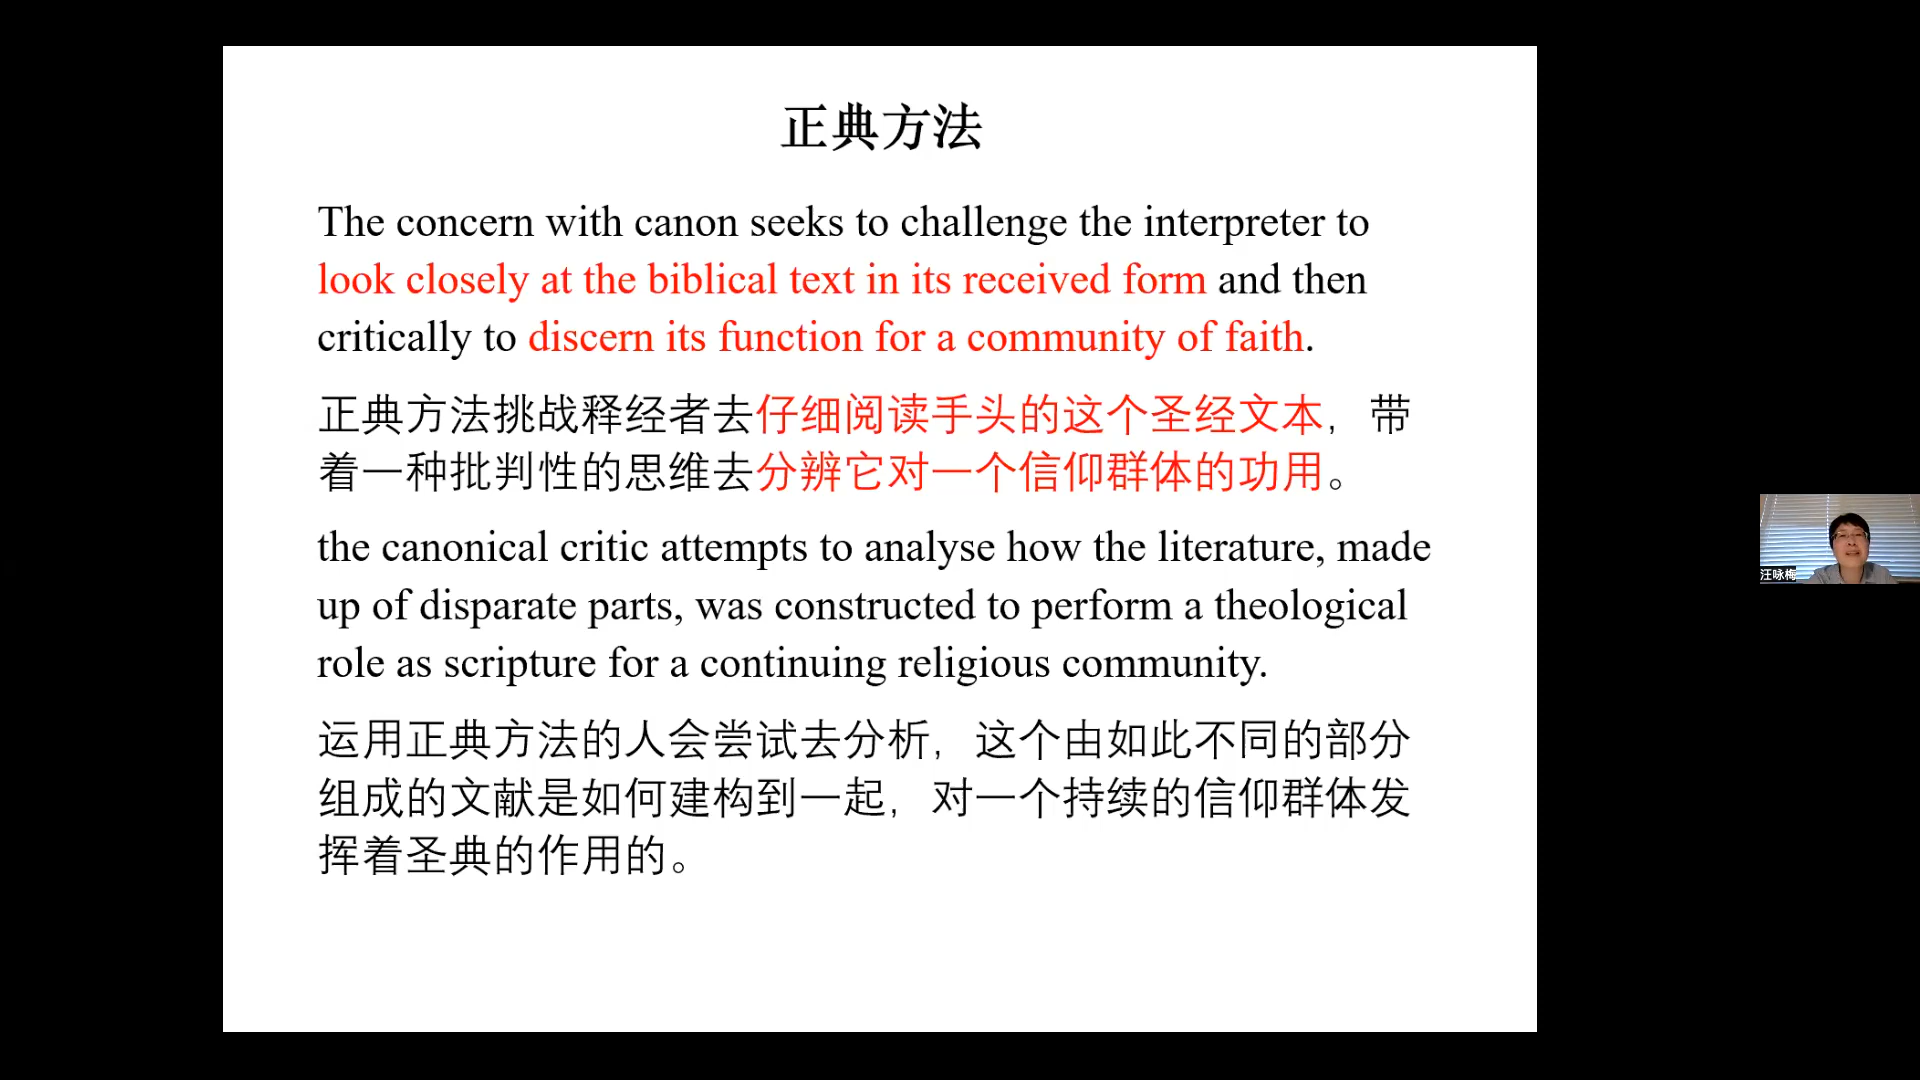 正典方法
The concern with canon seeks to challenge the interpreter to
look closely at the biblical text in its received form and then
critically to discern its function for a community of faith.
正典方法挑战释经者去仔细阅读手头的这个圣经文本，带
着一种批判性的思维去分辨它对一个信仰群体的功用。
the canonical critic attempts to analyse how the literature, made
up of disparate parts, was constructed to perform a theological
role as scripture for a continuing religious community.
运用正典方法的人会尝试去分析，这个由如此不同的部分
组成的文献是如何建构到一起，对一个持续的信仰群体发
挥着圣典的作用的。
汪咏梅